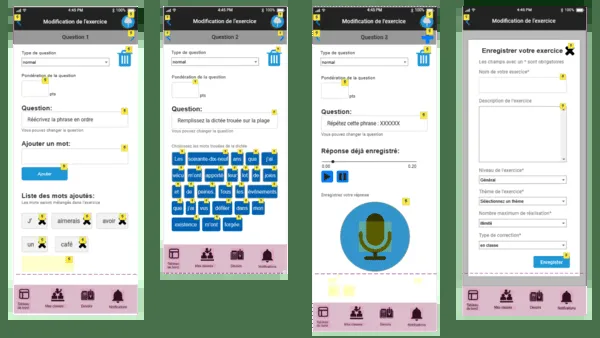 4:45 PM 100%
Modification de l'exercice
Question 1
Type de question
normal
Pondération de la question
pts
Question:
Réécrivez la phrase en ordre
Vous pouvez changer la question
Ajouter un mot:
Ajouter
Liste des mots ajoutés:
Les mots seront mélangés dans l'exercice
J' aimerais avoir
un café
Tableau de bord Mes classes Devoirs Notifications
4:45 PM 100%
Modification de l'exercice
Question 2
Type de question
normal
Pondération de la question
pts
Question:
Remplissez la dictée trouée sur la plage
Vous pouvez changer la question
Choisissez les mots troués de la dictée
Les soixante-dix-neuf ans que j'ai
vécu m'ont apporté leur lot de joies
et de peines. Tous les événements
que j'ai vus défiler dans mon
existence m'ont forgée.
Tableau de bord Mes classes Devoirs Notifications
4:45 PM 100%
Modification de l'exercice
Question 3
Type de question
normal
Pondération de la question
pts
Question:
Répétez cette phrase : XXXXXX
Vous pouvez changer la question
Réponse déjà enregistré:
0:00 0:20
Enregistrez votre réponse
Tableau de bord Mes classes Devoirs Notifications
4:45 PM 100%
Modification de l'exercice
Enregistrer votre exercice
Les champs avec un * sont obligatoires
Nom de votre exercice*
Description de l'exercice
Niveau de l'exercice*
Général
Thème de l'exercice*
Sélectionnez un thème
Nombre maximum de réalisation*
illimité
Type de correction*
en classe
Enregistrer
Tableau de bord Mes classes Devoirs Notifications